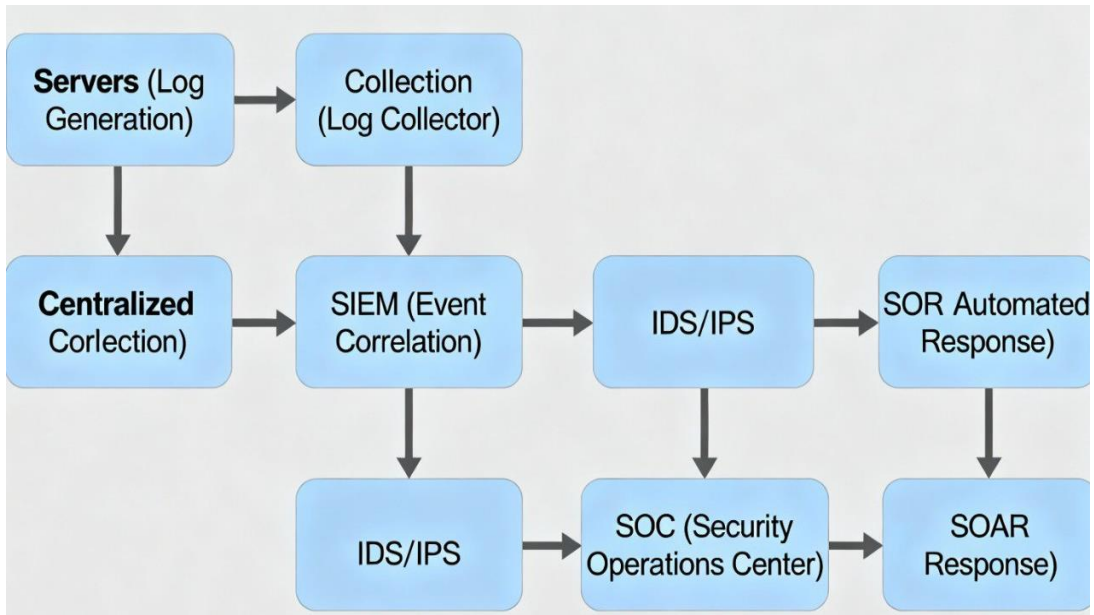 Servers (Log
Generation)
Collection
(Log Collector)
Centralized
Corlection)
SIEM (Event
Correlation)
IDS/IPS
SOR Automated
Response)
IDS/IPS
SOC (Security
Operations Center)
SOAR
Response)